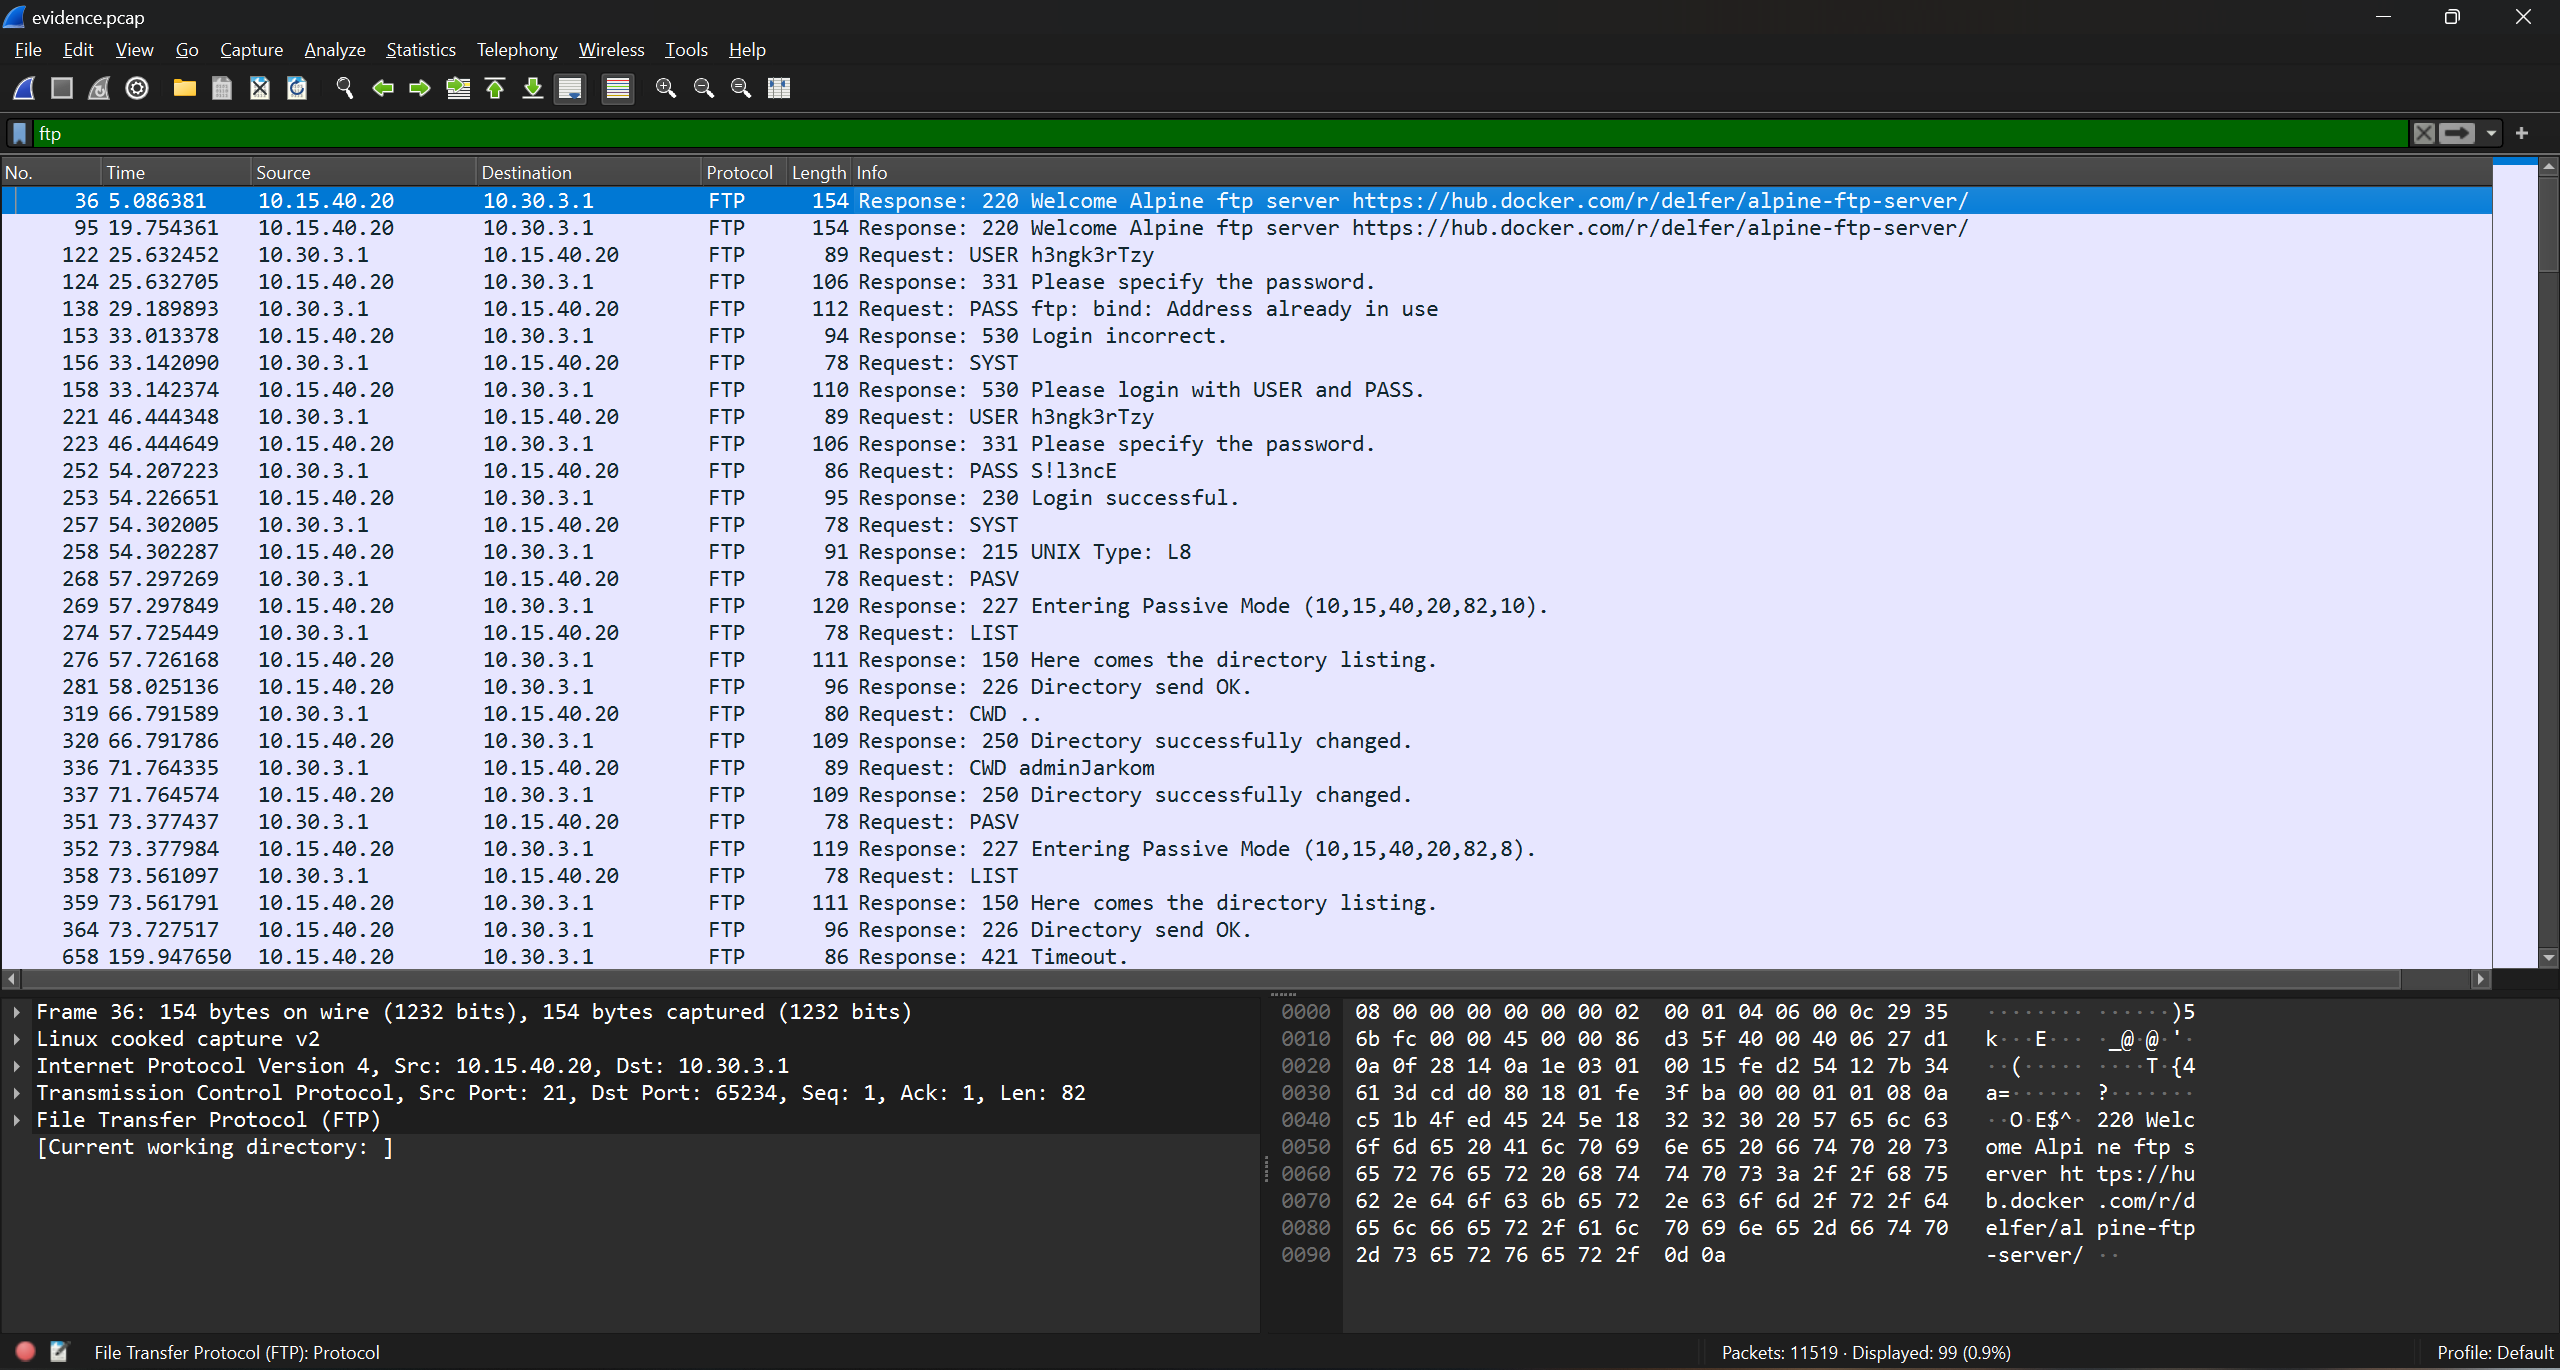 evidence.pcap
File Edit View Go Capture Analyze Statistics Telephony Wireless Tools Help
ftp
No. Time Source Destination Protocol Length Info
36 5.086381 10.15.40.20 10.30.3.1 FTP 154 Response: 220 Welcome Alpine ftp server https://hub.docker.com/r/delfer/alpine-ftp-server/
95 19.754361 10.15.40.20 10.30.3.1 FTP 154 Response: 220 Welcome Alpine ftp server https://hub.docker.com/r/delfer/alpine-ftp-server/
122 25.632452 10.30.3.1 10.15.40.20 FTP 89 Request: USER h3ngk3rTzy
124 25.632705 10.15.40.20 10.30.3.1 FTP 106 Response: 331 Please specify the password.
138 29.189893 10.30.3.1 10.15.40.20 FTP 112 Request: PASS ftp: bind: Address already in use
153 33.013378 10.15.40.20 10.30.3.1 FTP 94 Response: 530 Login incorrect.
156 33.142090 10.30.3.1 10.15.40.20 FTP 78 Request: SYST
158 33.142374 10.15.40.20 10.30.3.1 FTP 110 Response: 530 Please login with USER and PASS.
221 46.444348 10.30.3.1 10.15.40.20 FTP 89 Request: USER h3ngk3rTzy
223 46.444649 10.15.40.20 10.30.3.1 FTP 106 Response: 331 Please specify the password.
252 54.207223 10.30.3.1 10.15.40.20 FTP 86 Request: PASS S!l3ncE
253 54.226651 10.15.40.20 10.30.3.1 FTP 95 Response: 230 Login successful.
257 54.302005 10.30.3.1 10.15.40.20 FTP 78 Request: SYST
258 54.302287 10.15.40.20 10.30.3.1 FTP 91 Response: 215 UNIX Type: L8
268 57.297269 10.30.3.1 10.15.40.20 FTP 78 Request: PASV
269 57.297849 10.15.40.20 10.30.3.1 FTP 120 Response: 227 Entering Passive Mode (10,15,40,20,82,10).
274 57.725449 10.30.3.1 10.15.40.20 FTP 78 Request: LIST
276 57.726168 10.15.40.20 10.30.3.1 FTP 111 Response: 150 Here comes the directory listing.
281 58.025136 10.15.40.20 10.30.3.1 FTP 96 Response: 226 Directory send OK.
319 66.791589 10.30.3.1 10.15.40.20 FTP 80 Request: CWD ..
320 66.791786 10.15.40.20 10.30.3.1 FTP 109 Response: 250 Directory successfully changed.
336 71.764335 10.30.3.1 10.15.40.20 FTP 89 Request: CWD adminJarkom
337 71.764574 10.15.40.20 10.30.3.1 FTP 109 Response: 250 Directory successfully changed.
351 73.377437 10.30.3.1 10.15.40.20 FTP 78 Request: PASV
352 73.377984 10.15.40.20 10.30.3.1 FTP 119 Response: 227 Entering Passive Mode (10,15,40,20,82,8).
358 73.561097 10.30.3.1 10.15.40.20 FTP 78 Request: LIST
359 73.561791 10.15.40.20 10.30.3.1 FTP 111 Response: 150 Here comes the directory listing.
364 73.727517 10.15.40.20 10.30.3.1 FTP 96 Response: 226 Directory send OK.
658 159.947650 10.15.40.20 10.30.3.1 FTP 86 Response: 421 Timeout.
Frame 36: 154 bytes on wire (1232 bits), 154 bytes captured (1232 bits)
Linux cooked capture v2
Internet Protocol Version 4, Src: 10.15.40.20, Dst: 10.30.3.1
Transmission Control Protocol, Src Port: 21, Dst Port: 65234, Seq: 1, Ack: 1, Len: 82
File Transfer Protocol (FTP)
[Current working directory: ]
0000 08 00 00 00 00 00 00 02 00 01 04 06 00 0c 29 35 ········ ······)5
0010 6b fc 00 00 45 00 00 86 d3 5f 40 00 40 06 27 d1 k···E··· ·_@·@·'·
0020 0a 0f 28 14 0a 1e 03 01 00 15 fe d2 54 12 7b 34 ··(····· ····T·{4
0030 61 3d cd d0 80 18 01 fe 3f ba 00 00 01 01 08 0a a=······ ?·······
0040 c5 1b 4f ed 45 24 5e 18 32 32 30 20 57 65 6c 63 ··O·E$^· 220 Welc
0050 6f 6d 65 20 41 6c 70 69 6e 65 20 66 74 70 20 73 ome Alpi ne ftp s
0060 65 72 76 65 72 20 68 74 74 70 73 3a 2f 2f 68 75 erver ht tps://hu
0070 62 2e 64 6f 63 6b 65 72 2e 63 6f 6d 2f 72 2f 64 b.docker .com/r/d
0080 65 6c 66 65 72 2f 61 6c 70 69 6e 65 2d 66 74 70 elfer/al pine-ftp
0090 2d 73 65 72 76 65 72 2f 0d 0a -server/ ··
File Transfer Protocol (FTP): Protocol
Packets: 11519 · Displayed: 99 (0.9%)
Profile: Default